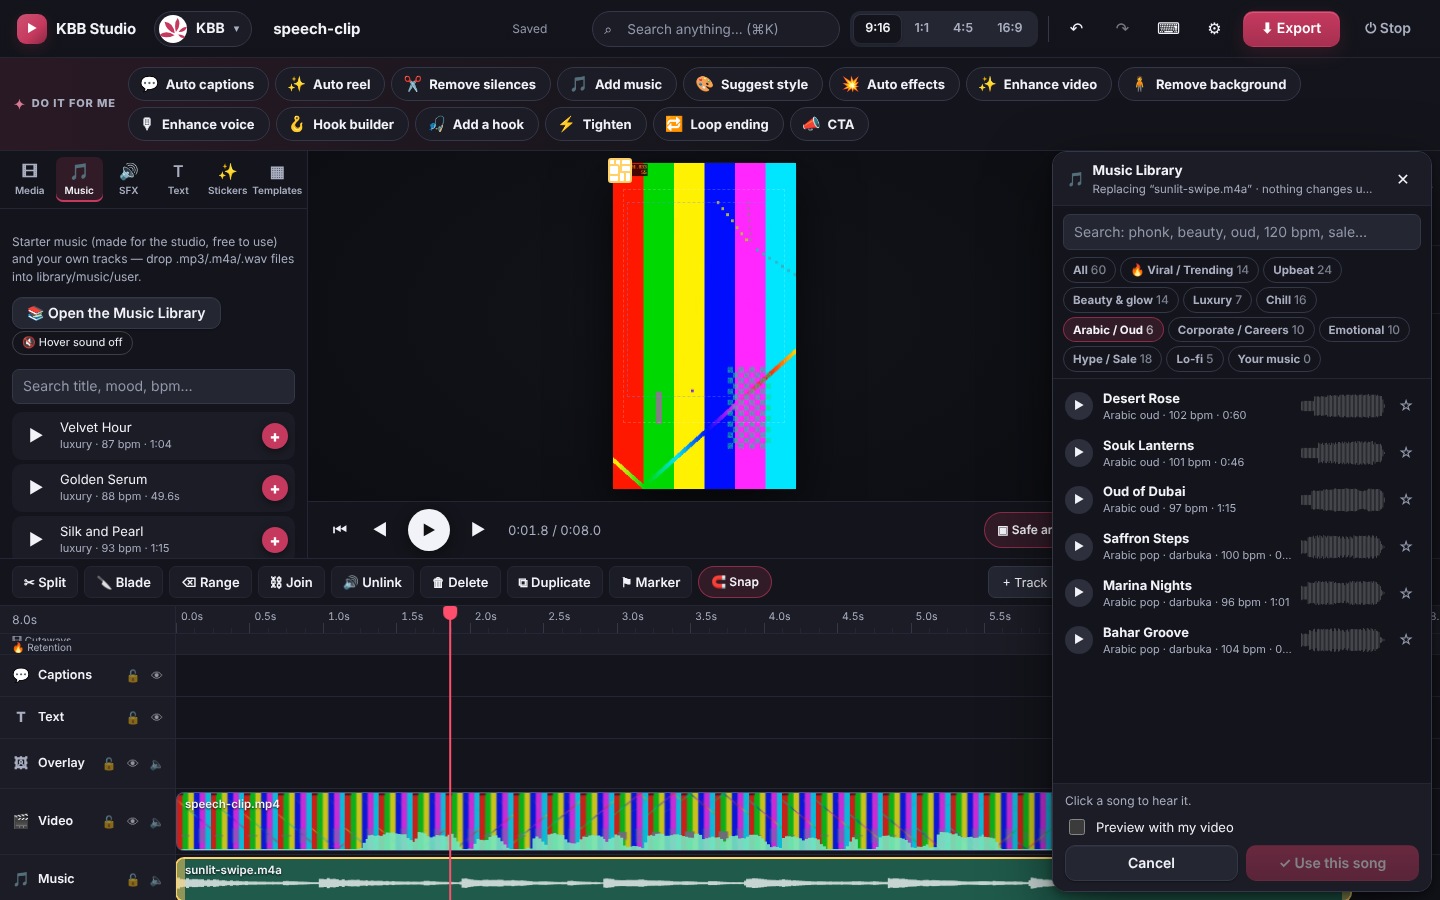 KBB Studio
KBB
speech-clip
Saved
Search anything... (⌘K)
9:16
1:1
4:5
16:9
Export
Stop
DO IT FOR ME
Auto captions
Auto reel
Remove silences
Add music
Suggest style
Auto effects
Enhance video
Remove background
Enhance voice
Hook builder
Add a hook
Tighten
Loop ending
CTA
Media
Music
SFX
Text
Stickers
Templates
Starter music (made for the studio, free to use)
and your own tracks — drop .mp3/.m4a/.wav files
into library/music/user.
Open the Music Library
Hover sound off
Search title, mood, bpm...
Velvet Hour
luxury · 87 bpm · 1:04
Golden Serum
luxury · 88 bpm · 49.6s
Silk and Pearl
luxury · 93 bpm · 1:15
0:01.8 / 0:08.0
Safe ar
Split
Blade
Range
Join
Unlink
Delete
Duplicate
Marker
Snap
+ Track
8.0s
0.0s
0.5s
1.0s
1.5s
2.0s
2.5s
3.0s
3.5s
4.0s
4.5s
5.0s
5.5s
Retention
Captions
T Text
Overlay
Video
speech-clip.mp4
Music
sunlit-swipe.m4a
Music Library
Replacing “sunlit-swipe.m4a” · nothing changes u...
Search: phonk, beauty, oud, 120 bpm, sale...
All 60
Viral / Trending 14
Upbeat 24
Beauty & glow 14
Luxury 7
Chill 16
Arabic / Oud 6
Corporate / Careers 10
Emotional 10
Hype / Sale 18
Lo-fi 5
Your music 0
Desert Rose
Arabic oud · 102 bpm · 0:60
Souk Lanterns
Arabic oud · 101 bpm · 0:46
Oud of Dubai
Arabic oud · 97 bpm · 1:15
Saffron Steps
Arabic pop · darbuka · 100 bpm · 0...
Marina Nights
Arabic pop · darbuka · 96 bpm · 1:01
Bahar Groove
Arabic pop · darbuka · 104 bpm · 0...
Click a song to hear it.
Preview with my video
Cancel
✓ Use this song